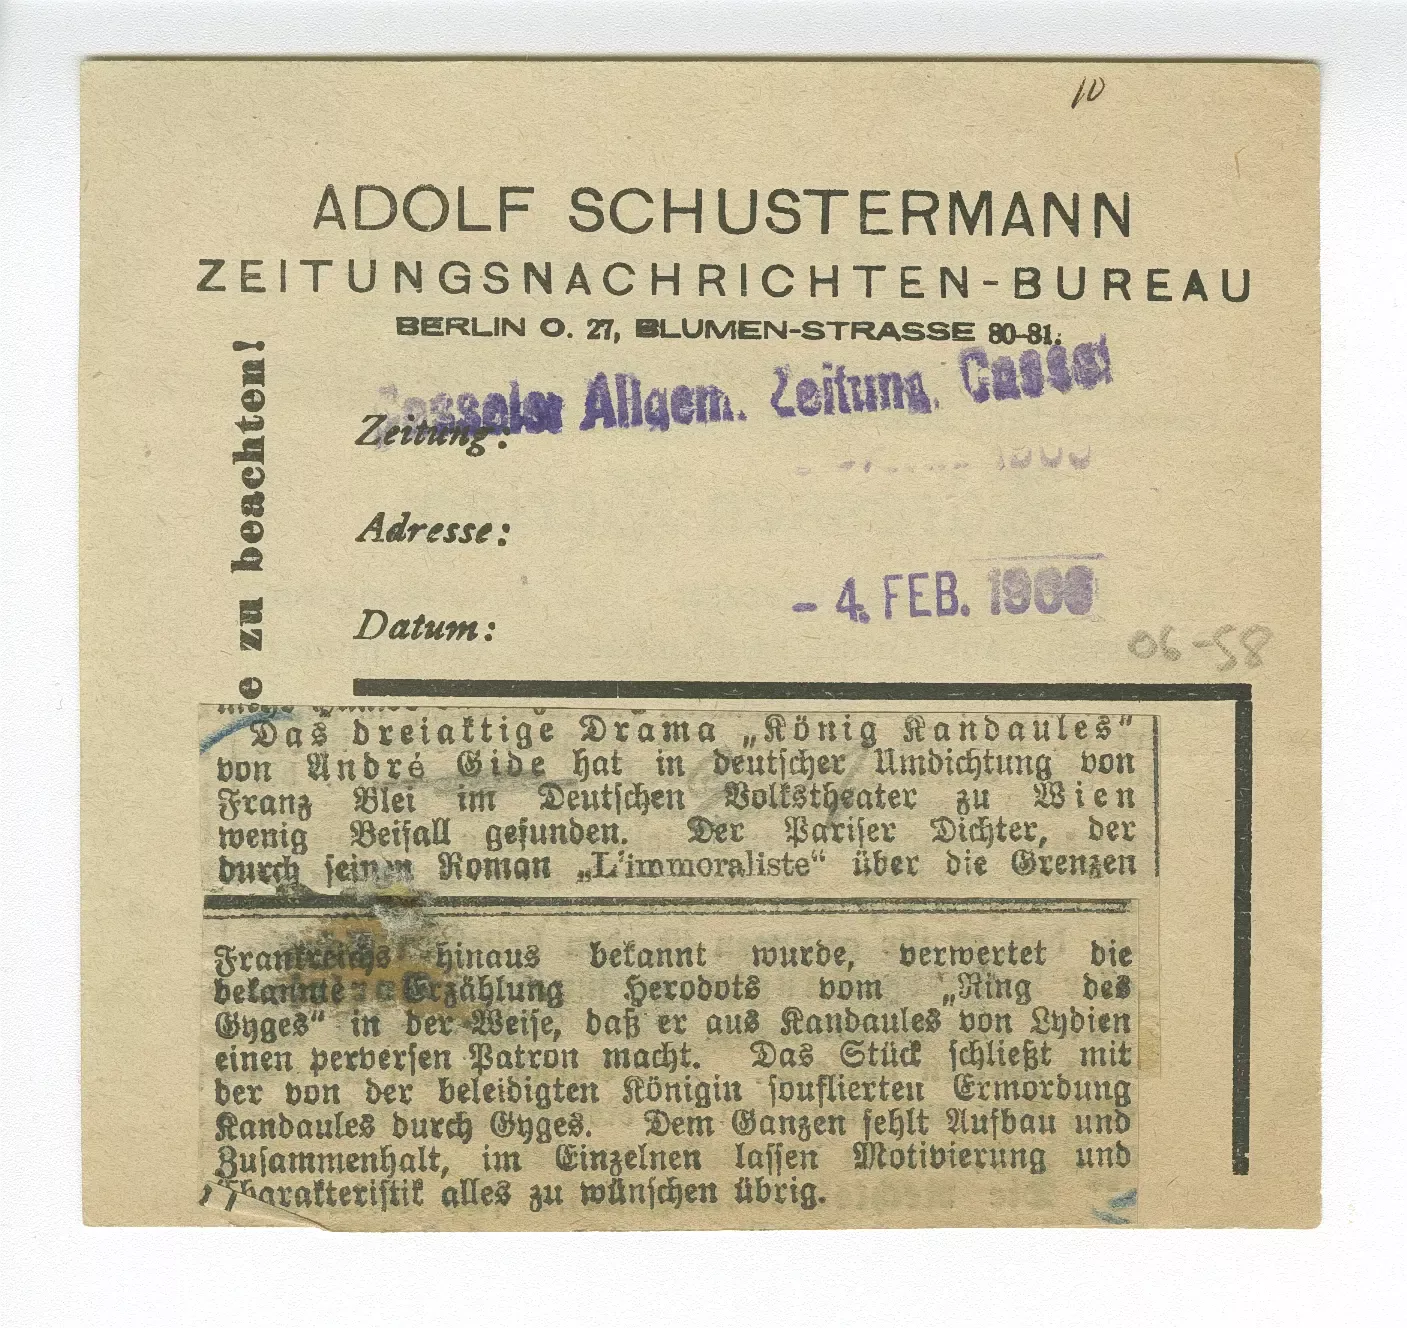 10
ADOLF SCHUSTERMANN
ZEITUNGSNACHRICHTEN-BUREAU
BERLIN O. 27, BLUMEN-STRASSE 80-81.
e zu beachten!
Casseler Allgem. Zeitung. Cassel
Zeitung:
Adresse:
- 4. FEB.
Datum:
06-58
Das dreiaktige Drama „König Kandaules“
von André Gide hat in deutscher Umdichtung von
Franz Blei im Deutschen Volkstheater zu Wien
wenig Beifall gefunden. Der Pariser Dichter, der
durch seinen Roman „L'immoraliste“ über die Grenzen
Frankreichs hinaus bekannt wurde, verwertet die
bekannte Erzählung Herodots vom „Ring des
Gyges“ in der Weise, daß er aus Kandaules von Lydien
einen perversen Patron macht. Das Stück schließt mit
der von der beleidigten Königin souflierten Ermordung
Kandaules durch Gyges. Dem Ganzen fehlt Aufbau und
Zusammenhalt, im Einzelnen lassen Motivierung und
Charakteristik alles zu wünschen übrig.